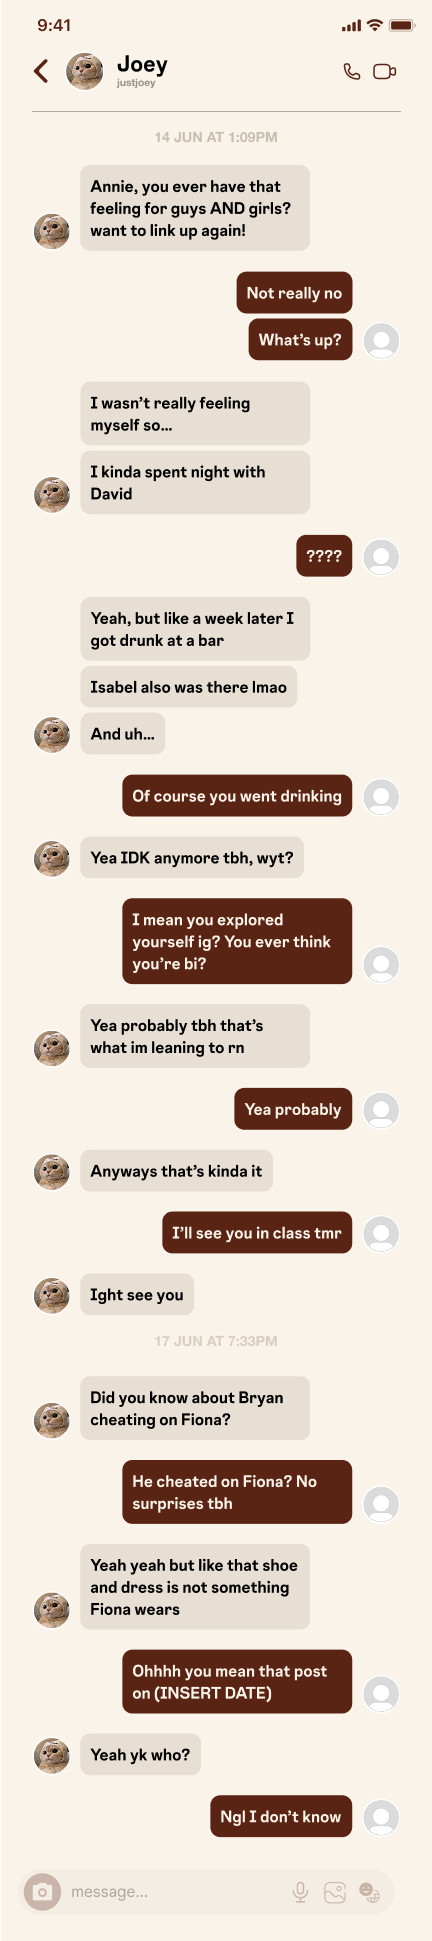 9:41
Joey
justjoey
14 JUN AT 1:09PM
Annie, you ever have that
feeling for guys AND girls?
want to link up again!
Not really no
What's up?
I wasn't really feeling
myself so...
I kinda spent night with
David
????
Yeah, but like a week later I
got drunk at a bar
Isabel also was there lmao
And uh...
Of course you went drinking
Yea IDK anymore tbh, wyt?
I mean you explored
yourself ig? You ever think
you're bi?
Yea probably tbh that's
what im leaning to rn
Yea probably
Anyways that's kinda it
I'll see you in class tmr
Ight see you
17 JUN AT 7:33PM
Did you know about Bryan
cheating on Fiona?
He cheated on Fiona? No
surprises tbh
Yeah yeah but like that shoe
and dress is not something
Fiona wears
Ohhhh you mean that post
on (INSERT DATE)
Yeah yk who?
Ngl I don't know
message...